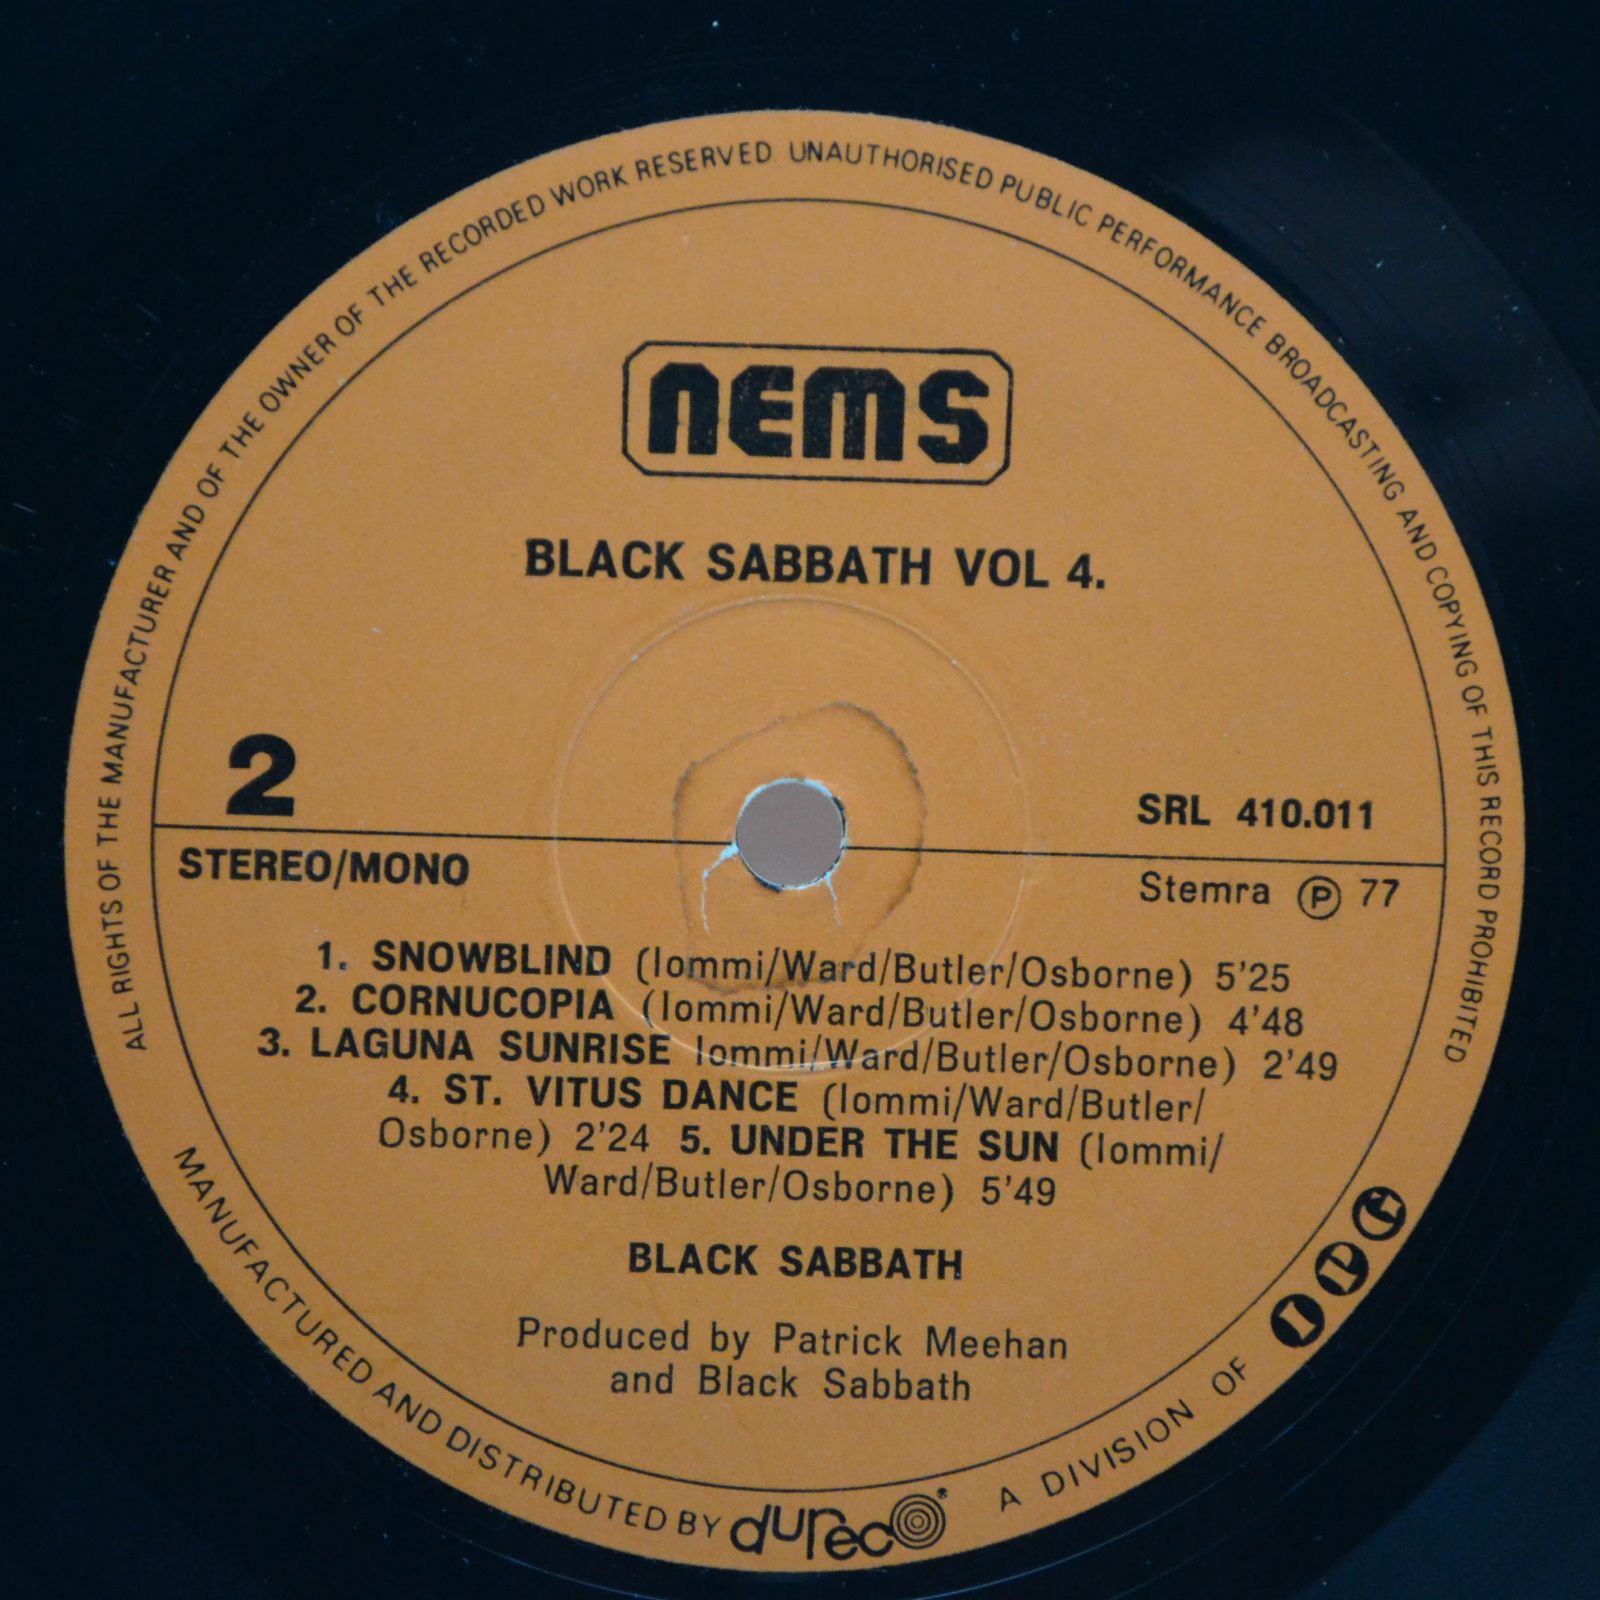 ALL RIGHTS OF THE MANUFACTURER AND OF THE OWNER OF THE RECORDED WORK RESERVED UNAUTHORISED PUBLIC PERFORMANCE BROADCASTING AND COPYING OF THIS RECORD PROHIBITED
nems
BLACK SABBATH VOL 4.
2
SRL 410.011
STEREO/MONO
Stemra Ⓟ 77
1. SNOWBLIND (Iommi/Ward/Butler/Osborne) 5'25
2. CORNUCOPIA (Iommi/Ward/Butler/Osborne) 4'48
3. LAGUNA SUNRISE Iommi/Ward/Butler/Osborne) 2'49
4. ST. VITUS DANCE (Iommi/Ward/Butler/
Osborne) 2'24 5. UNDER THE SUN (Iommi/
Ward/Butler/Osborne) 5'49
BLACK SABBATH
Produced by Patrick Meehan
and Black Sabbath
MANUFACTURED AND DISTRIBUTED BY dureco® A DIVISION OF